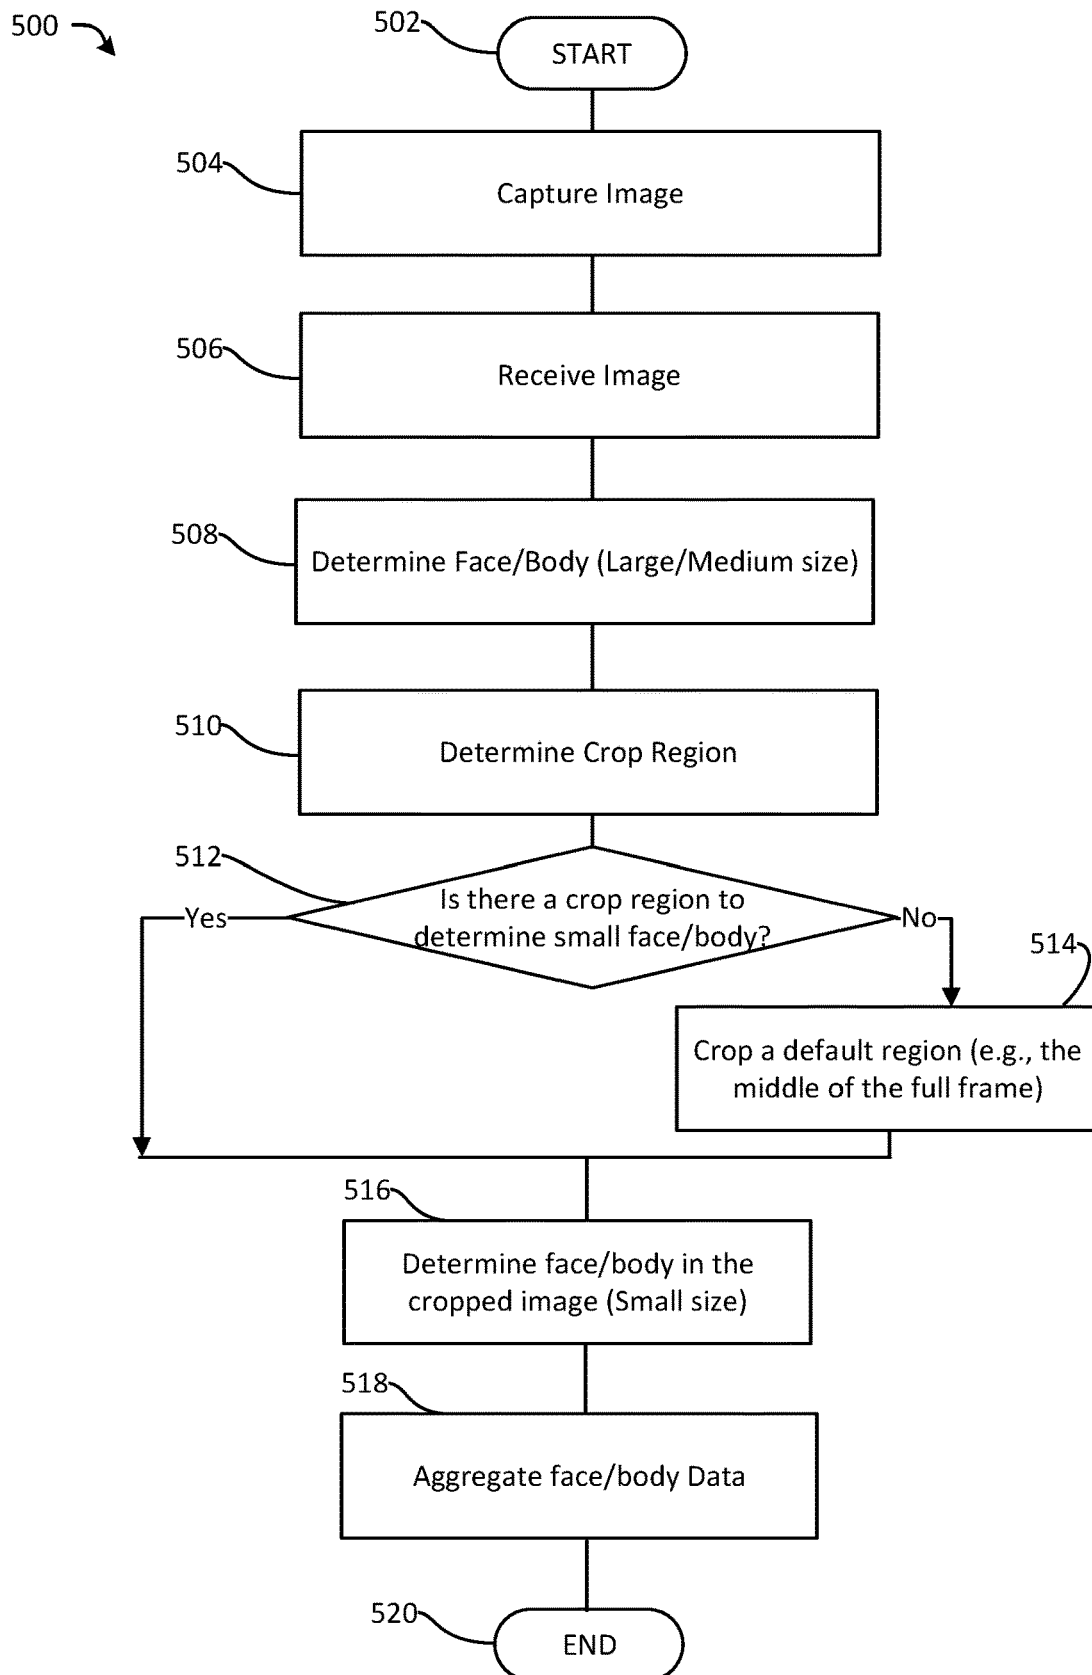 500
502
START
504
Capture Image
506
Receive Image
508
Determine Face/Body (Large/Medium size)
510
Determine Crop Region
512
Is there a crop region to
determine small face/body?
Yes
No
514
Crop a default region (e.g., the
middle of the full frame)
516
Determine face/body in the
cropped image (Small size)
518
Aggregate face/body Data
520
END